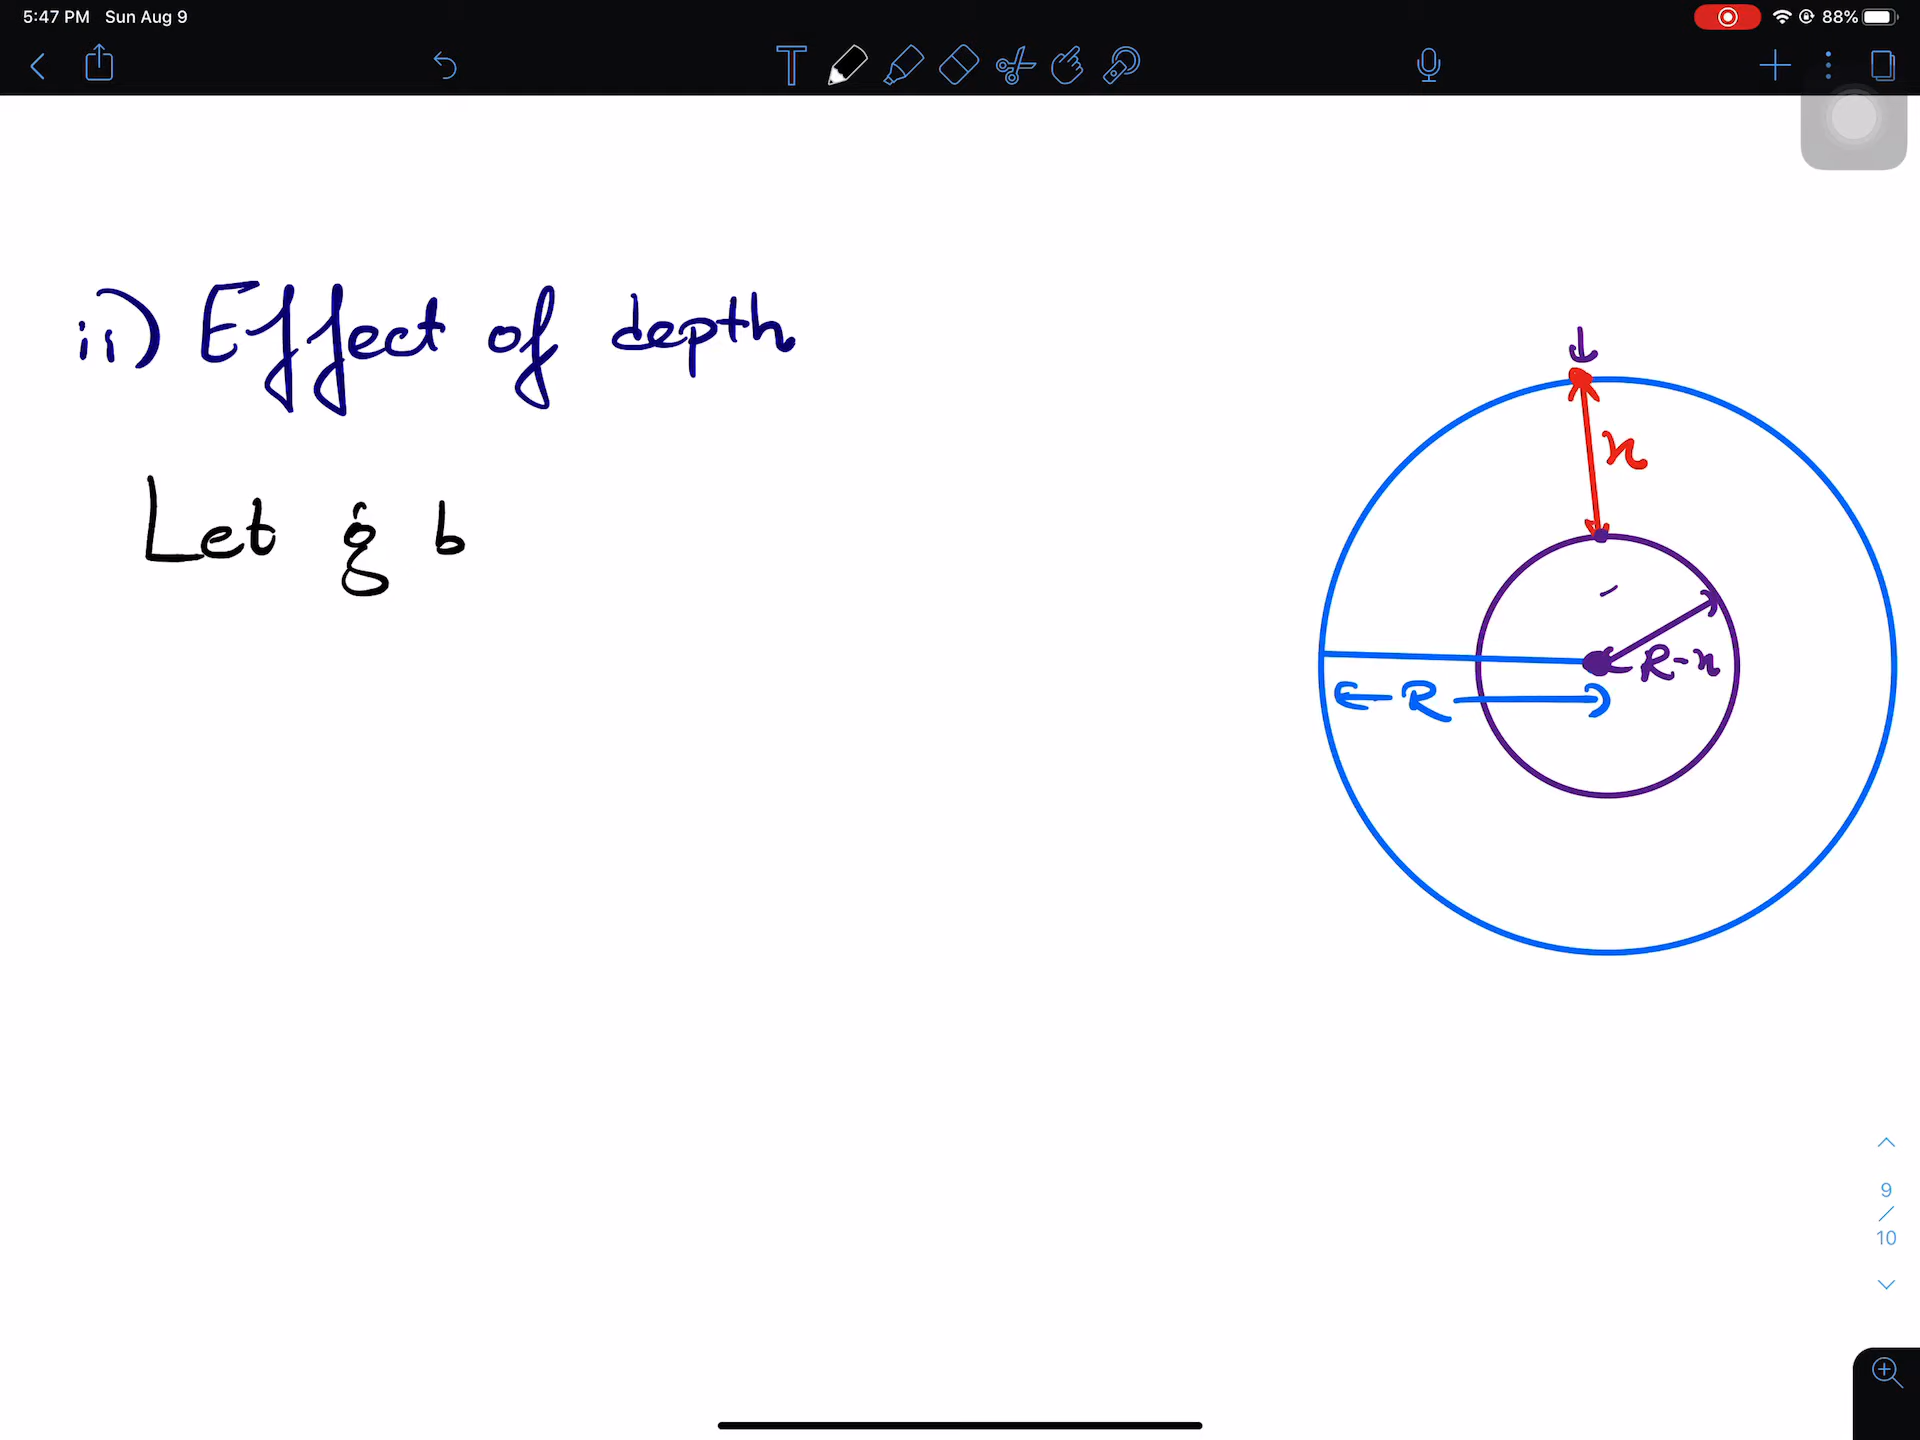 5:47 PM Sun Aug 9
88%
ii) Effect of depth
Let g' b
x
R-x
R
9
/
10